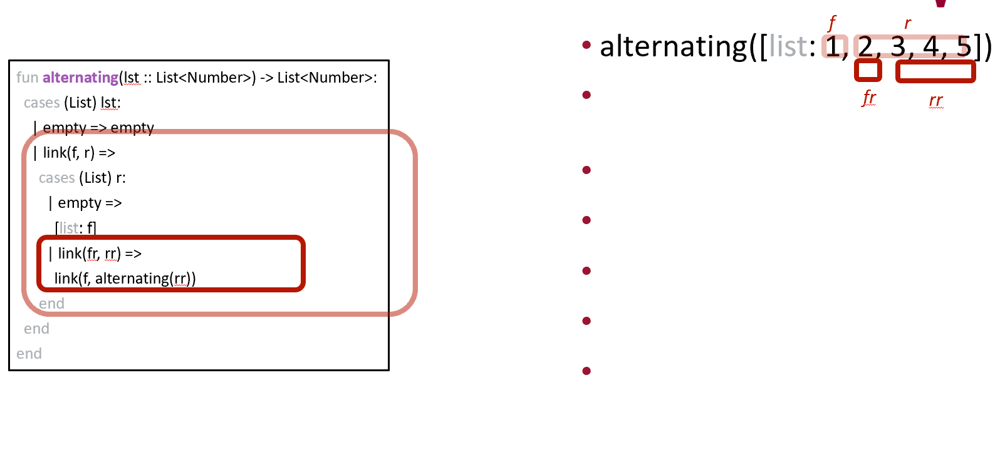 fun alternating(lst :: List<Number>) -> List<Number>:
cases (List) lst:
| empty => empty
| link(f, r) =>
cases (List) r:
| empty =>
[list: f]
| link(fr, rr) =>
link(f, alternating(rr))
end
end
end
f r
• alternating([list: 1, 2, 3, 4, 5])
fr rr